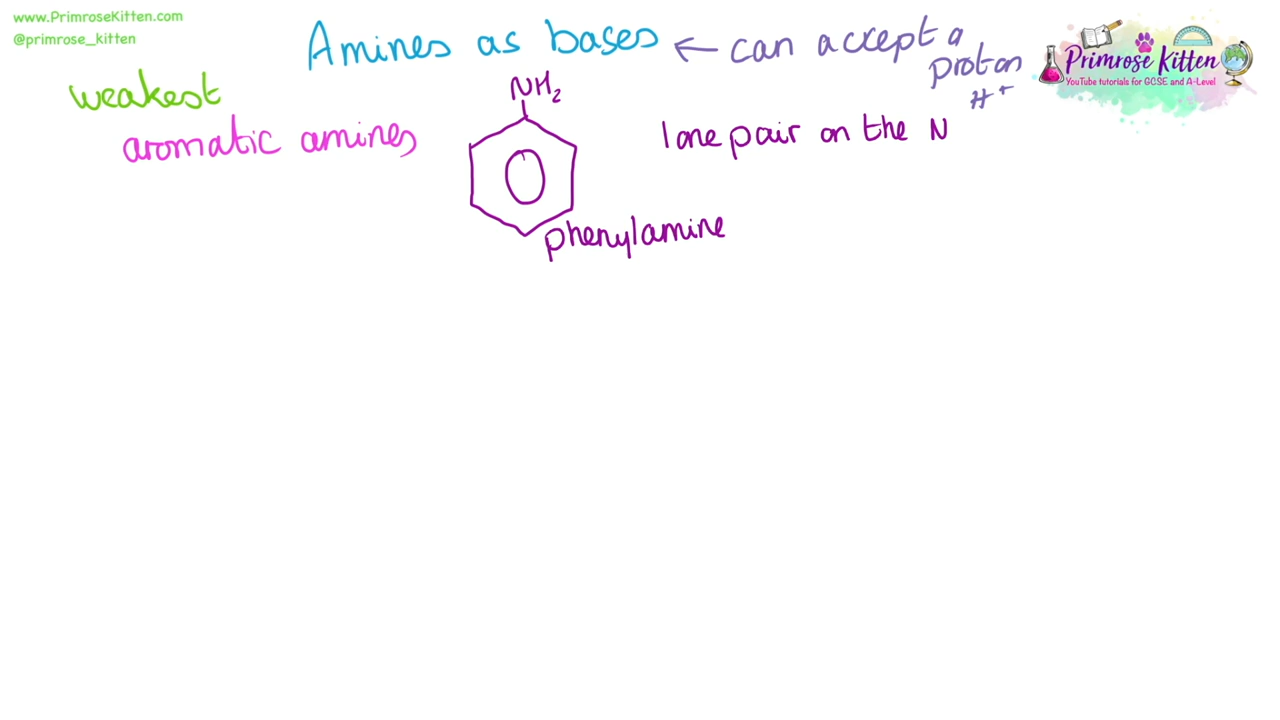 www.PrimroseKitten.com
@primrose_kitten
Amines as bases ← can accept a
proton
H+
Primrose Kitten
YouTube tutorials for GCSE and A-Level
weakest
aromatic amines
NH2
lone pair on the N
phenylamine